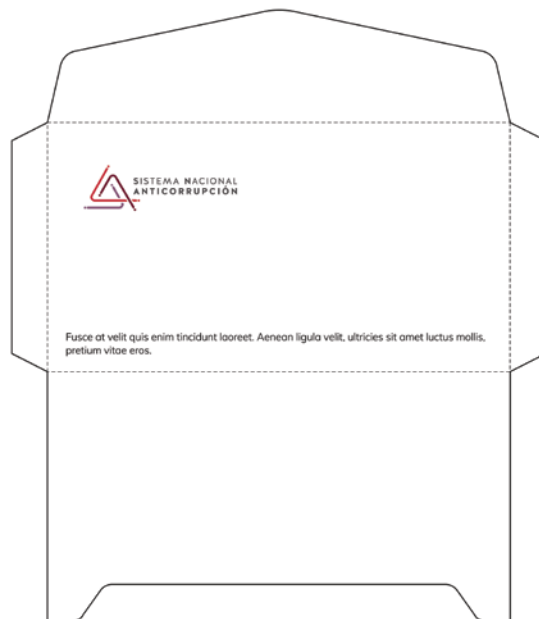 SISTEMA NACIONAL
ANTICORRUPCIÓN
Fusce at velit quis enim tincidunt laoreet. Aenean ligula velit, ultricies sit amet luctus mollis,
pretium vitae eros.